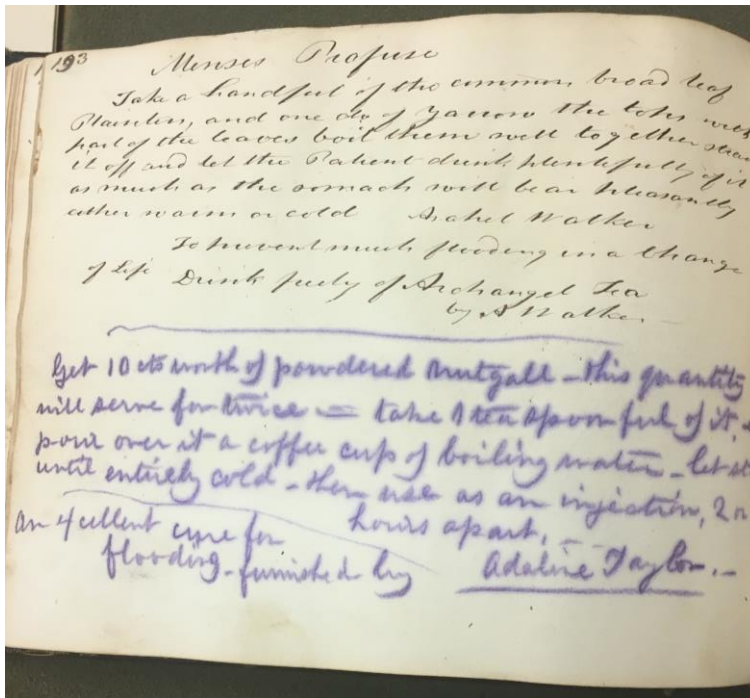 193
Menses Profuse
Take a handful of the common broad leaf
Plantin, and one do of yarrow the tops with
part of the leaves boil them well together
it off and let the Patient drink plentifully of it
as much as the somach will bear pleasantly
either warm or cold Asahel Walker
To prevent much flooding in a Change
of Life Drink freely of Archangel Tea
by A Walker
Get 10 cts worth of powdered nutgall - this quantity
will serve for twice = take 1 tea spoon ful of it,
pour over it a coffee cup of boiling water - let
until entirely cold - then use as an injection, 2
hours apart, -
an excellent cure for
flooding - furnished by Adaline Taylor. -